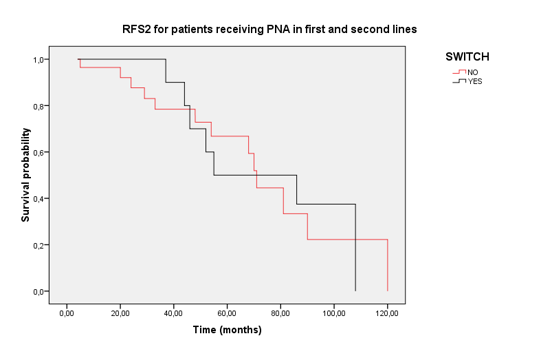 RFS2 for patients receiving PNA in first and second lines
SWITCH
NO
YES
Survival probability
1,0
0,8
0,6
0,4
0,2
0,0
0,00 20,00 40,00 60,00 80,00 100,00 120,00
Time (months)